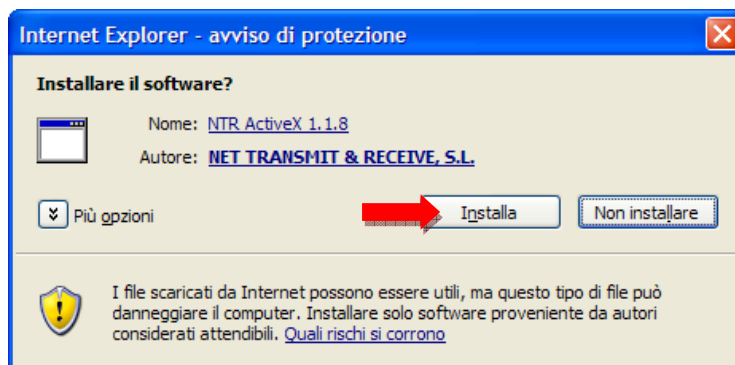 Internet Explorer - avviso di protezione
Installare il software?
Nome: NTR ActiveX 1.1.8
Autore: NET TRANSMIT & RECEIVE, S.L.
Più opzioni
Installa
Non installare
I file scaricati da Internet possono essere utili, ma questo tipo di file può
danneggiare il computer. Installare solo software proveniente da autori
considerati attendibili. Quali rischi si corrono